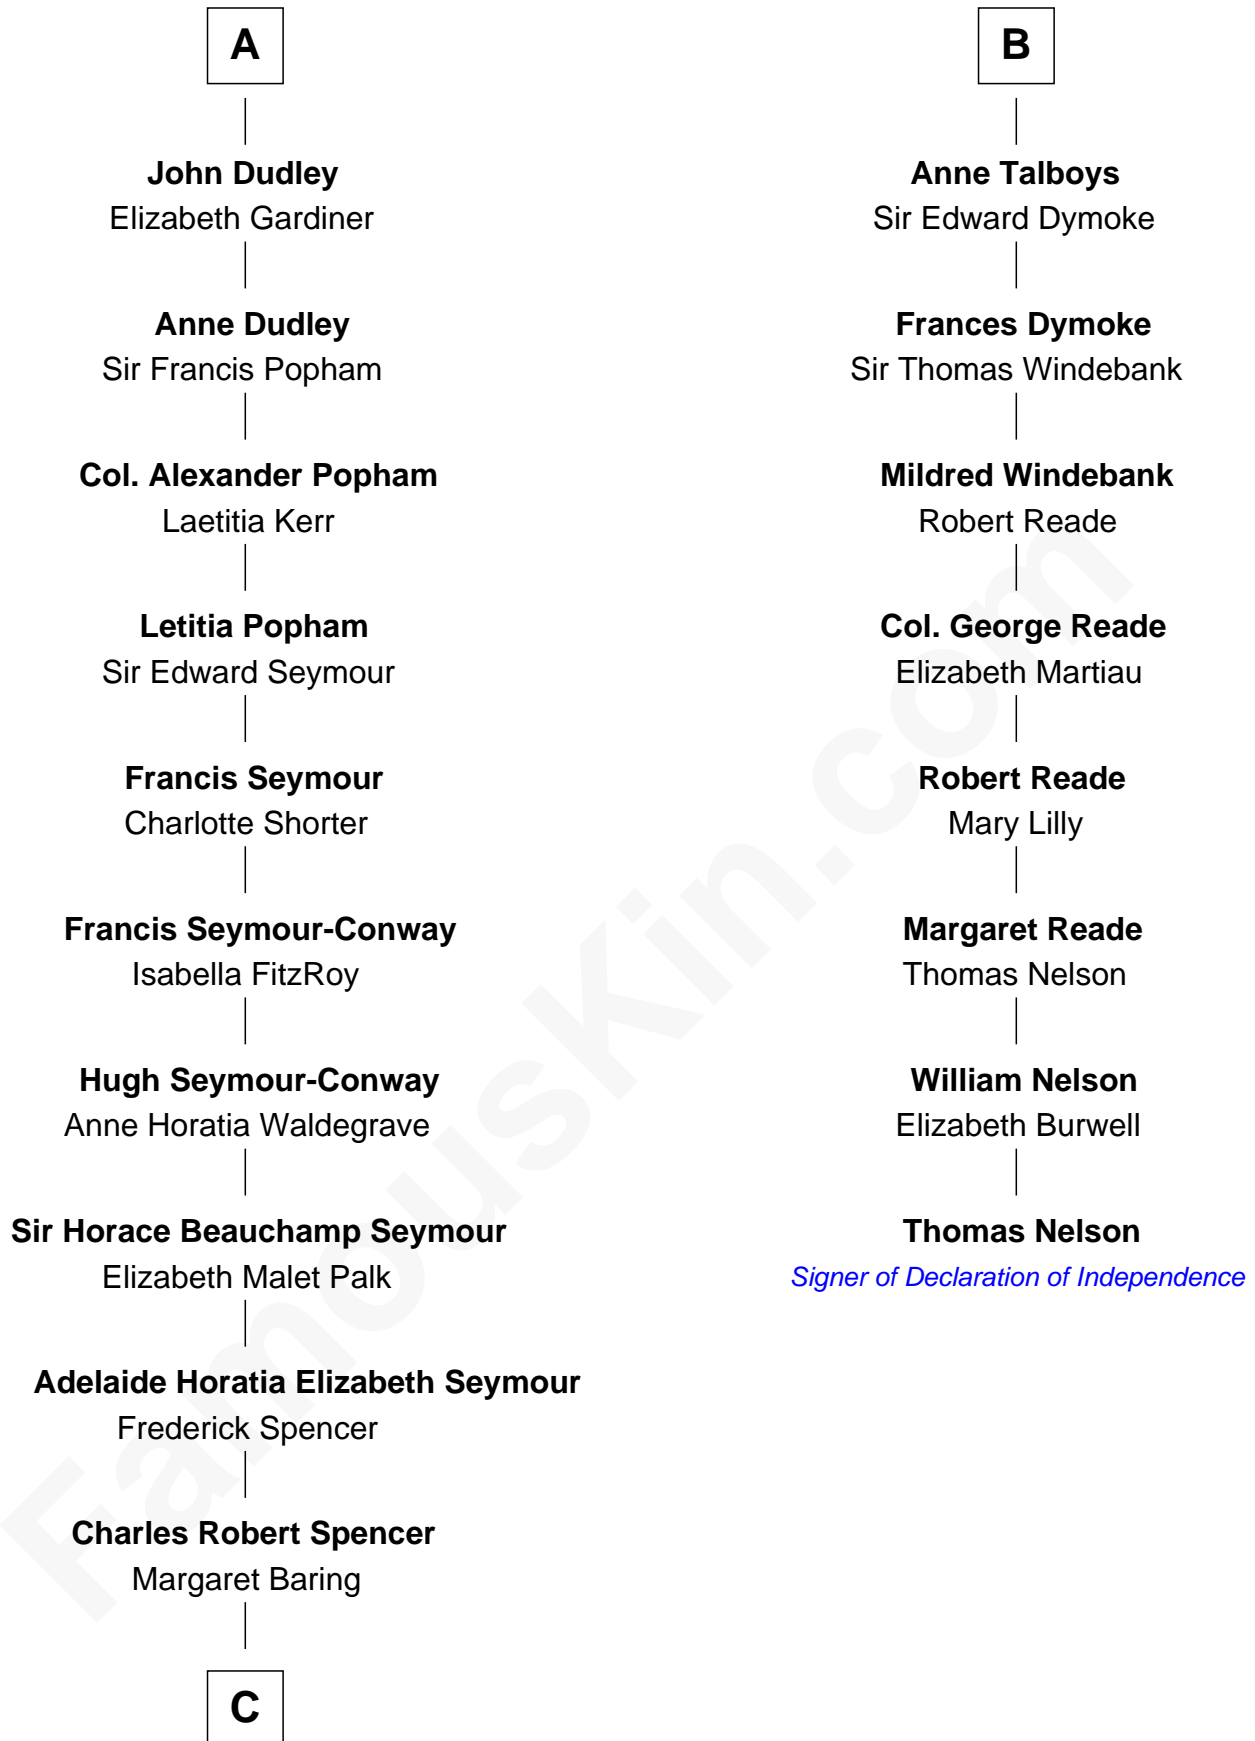 A
John Dudley
Elizabeth Gardiner
Anne Dudley
Sir Francis Popham
Col. Alexander Popham
Laetitia Kerr
Letitia Popham
Sir Edward Seymour
Francis Seymour
Charlotte Shorter
Francis Seymour-Conway
Isabella FitzRoy
Hugh Seymour-Conway
Anne Horatia Waldegrave
Sir Horace Beauchamp Seymour
Elizabeth Malet Palk
Adelaide Horatia Elizabeth Seymour
Frederick Spencer
Charles Robert Spencer
Margaret Baring
C
B
Anne Talboys
Sir Edward Dymoke
Frances Dymoke
Sir Thomas Windebank
Mildred Windebank
Robert Reade
Col. George Reade
Elizabeth Martiau
Robert Reade
Mary Lilly
Margaret Reade
Thomas Nelson
William Nelson
Elizabeth Burwell
Thomas Nelson
Signer of Declaration of Independence
FamousKin.com